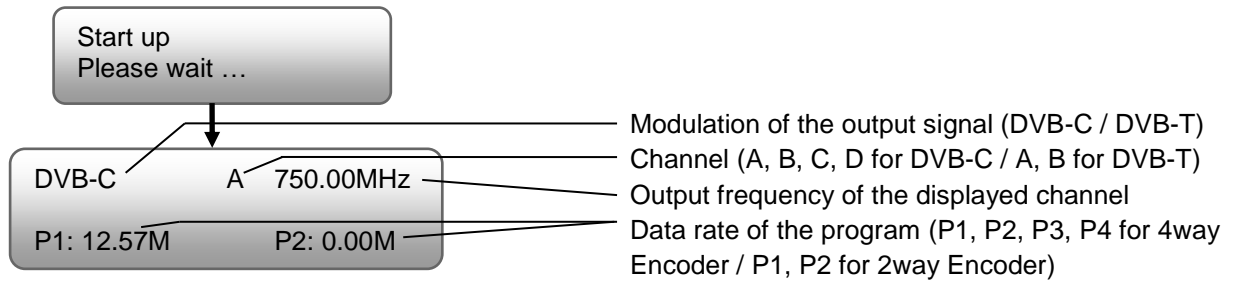 Start up
Please wait …
DVB-C A 750.00MHz
P1: 12.57M P2: 0.00M
Modulation of the output signal (DVB-C / DVB-T)
Channel (A, B, C, D for DVB-C / A, B for DVB-T)
Output frequency of the displayed channel
Data rate of the program (P1, P2, P3, P4 for 4way
Encoder / P1, P2 for 2way Encoder)